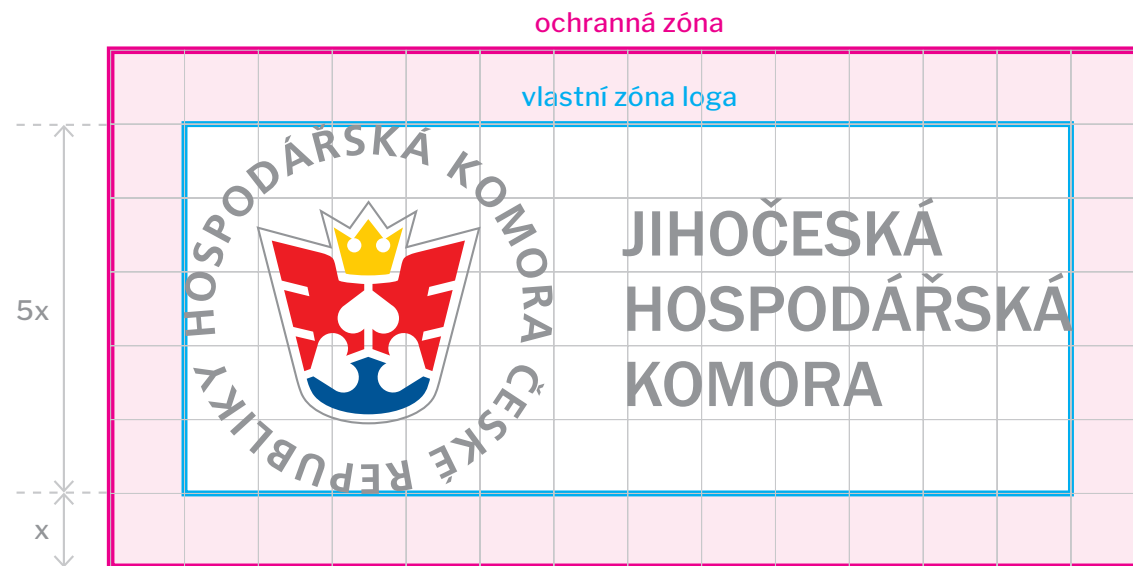 ochranná zóna
vlastní zóna loga
HOSPODÁŘSKÁ KOMORA ČESKÉ REPUBLIKY
JIHOČESKÁ
HOSPODÁŘSKÁ
KOMORA
5x
x